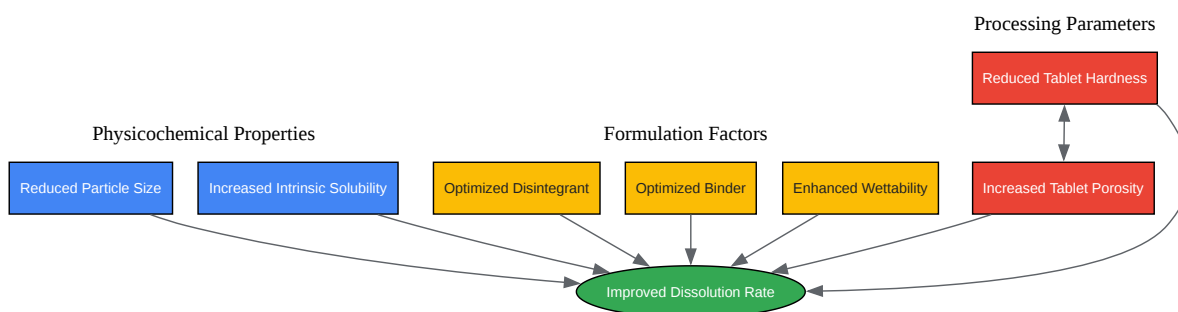 Processing Parameters
Reduced Tablet Hardness
Physicochemical Properties
Formulation Factors
Reduced Particle Size
Increased Intrinsic Solubility
Optimized Disintegrant
Optimized Binder
Enhanced Wettability
Increased Tablet Porosity
Improved Dissolution Rate